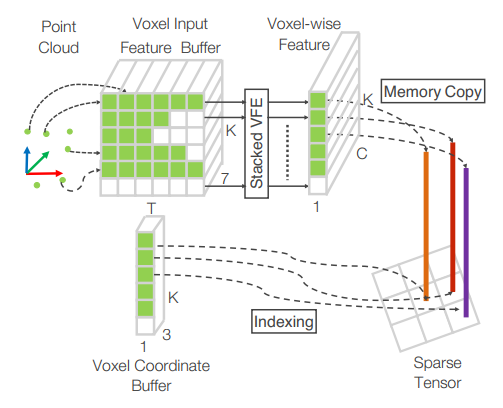 Point
Cloud
Voxel Input
Feature Buffer
Voxel-wise
Feature
K
7
T
Stacked VFE
K
C
1
Memory Copy
K
3
1
Voxel Coordinate
Buffer
Indexing
Sparse
Tensor